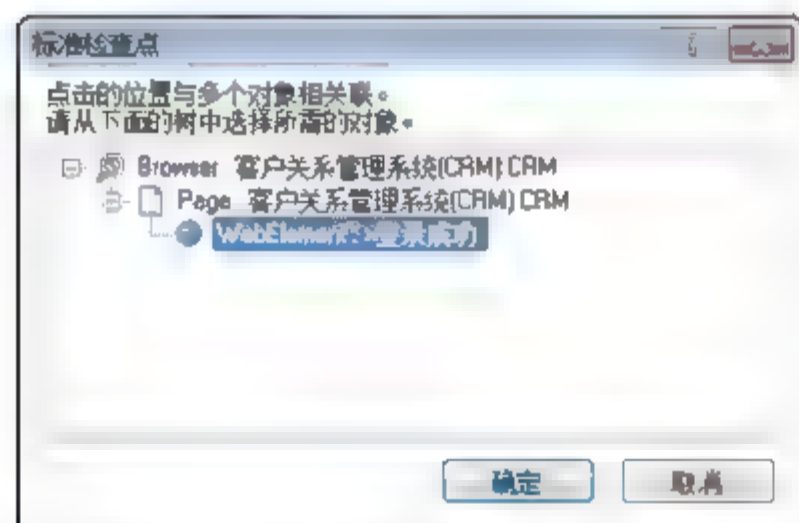 标准检查点
点击的位置与多个对象相关联。
请从下面的树中选择所需的对象。
Browser 客户关系管理系统(CRM) CRM
Page 客户关系管理系统(CRM) CRM
WebElement 登录成功
确定 取消